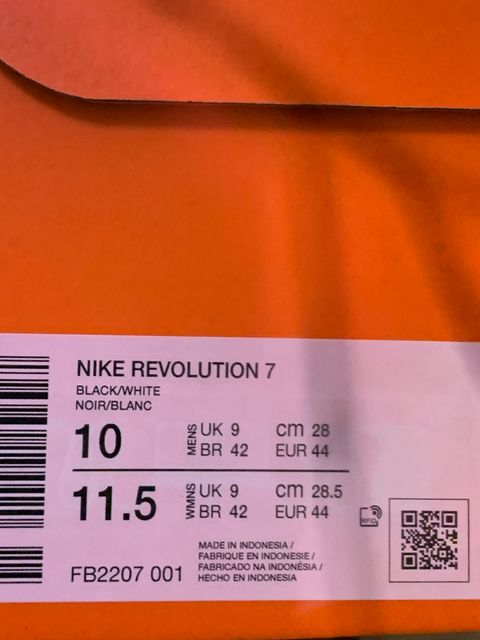 NIKE REVOLUTION 7
BLACK/WHITE
NOIR/BLANC
10 MENS UK 9 cm 28
BR 42 EUR 44
11.5 WMNS UK 9 cm 28.5
BR 42 EUR 44
RFID
MADE IN INDONESIA /
FABRIQUE EN INDONESIE /
FABRICADO NA INDONÉSIA /
HECHO EN INDONESIA
FB2207 001